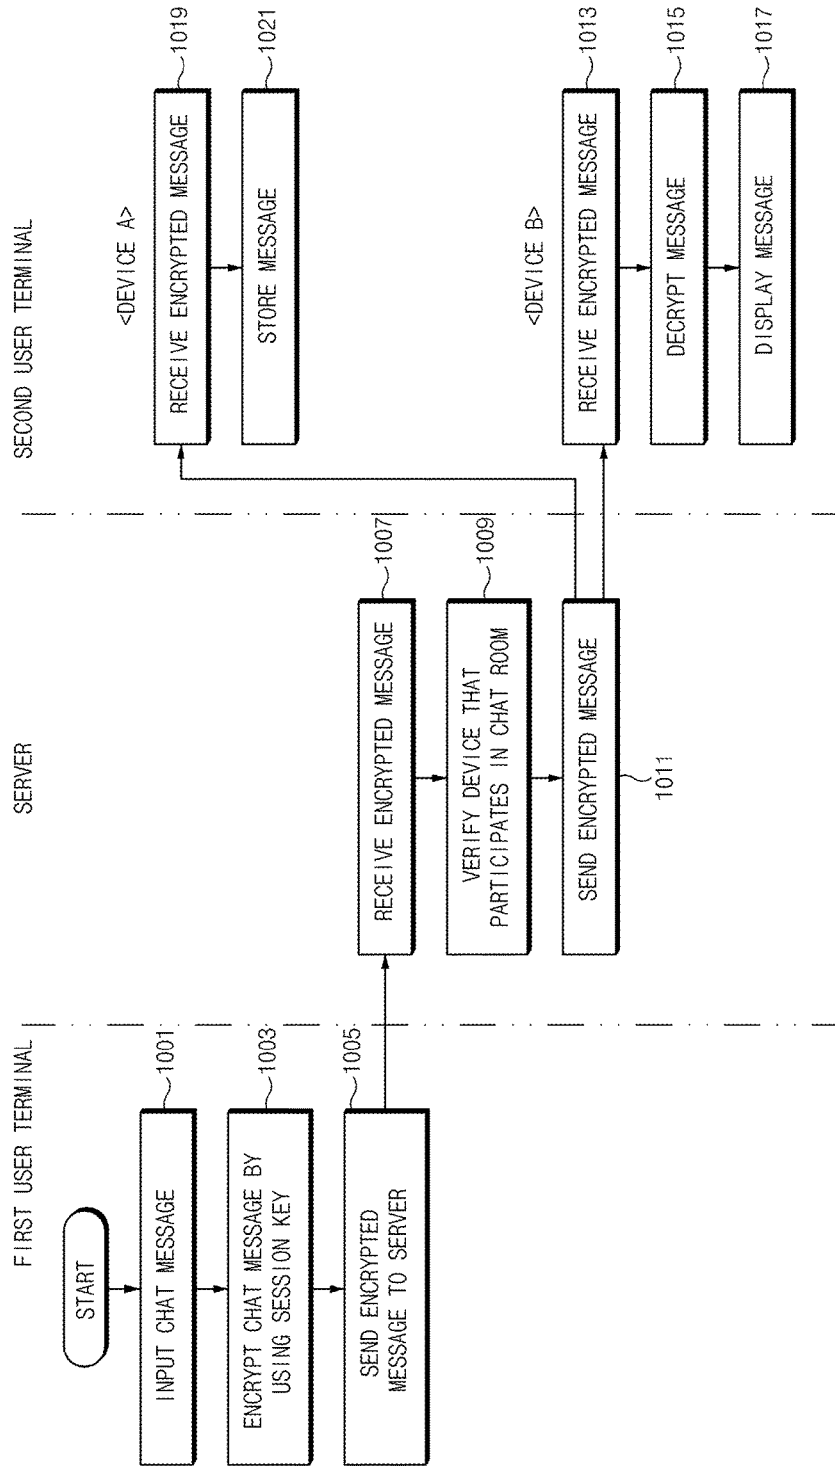 FIRST USER TERMINAL
START
INPUT CHAT MESSAGE
1001
ENCRYPT CHAT MESSAGE BY
USING SESSION KEY
1003
SEND ENCRYPTED
MESSAGE TO SERVER
1005
SERVER
RECEIVE ENCRYPTED MESSAGE
1007
VERIFY DEVICE THAT
PARTICIPATES IN CHAT ROOM
1009
SEND ENCRYPTED MESSAGE
1011
SECOND USER TERMINAL
<DEVICE A>
RECEIVE ENCRYPTED MESSAGE
1019
STORE MESSAGE
1021
<DEVICE B>
RECEIVE ENCRYPTED MESSAGE
1013
DECRYPT MESSAGE
1015
DISPLAY MESSAGE
1017